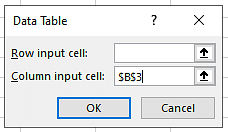 Data Table ? ×
Row input cell:
Column input cell: $B$3
OK Cancel